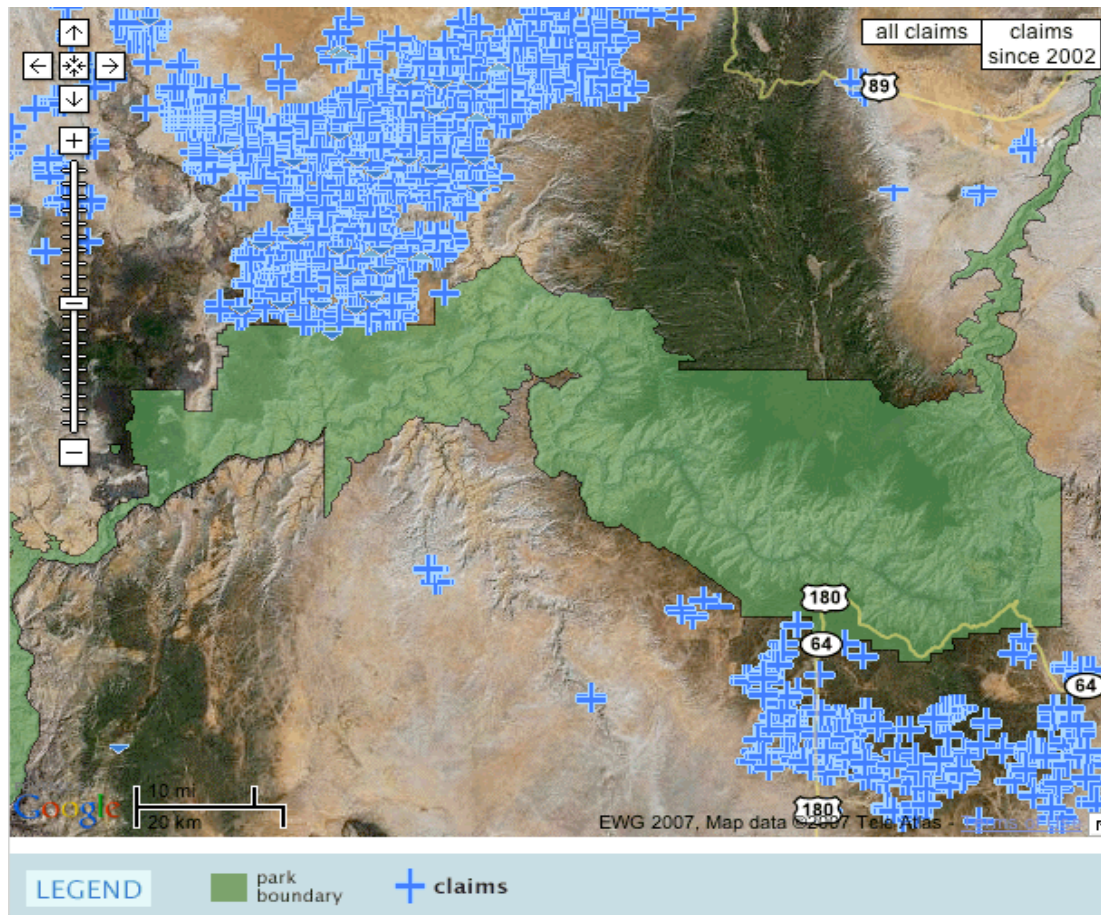 all claims
claims
since 2002
89
180
64
64
10 mi
20 km
Google
180
EWG 2007, Map data ©2007 Tele Atlas -
LEGEND
park
boundary
claims